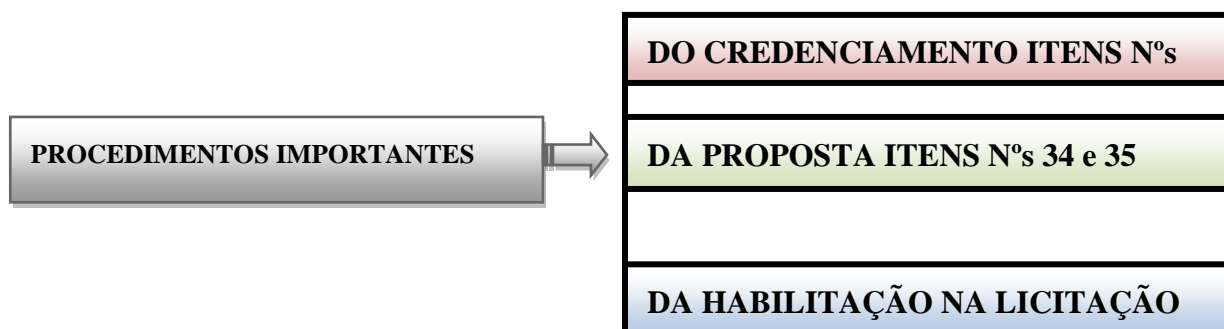 DO CREDENCIAMENTO ITENS Nºs
PROCEDIMENTOS IMPORTANTES
DA PROPOSTA ITENS Nºs 34 e 35
DA HABILITAÇÃO NA LICITAÇÃO